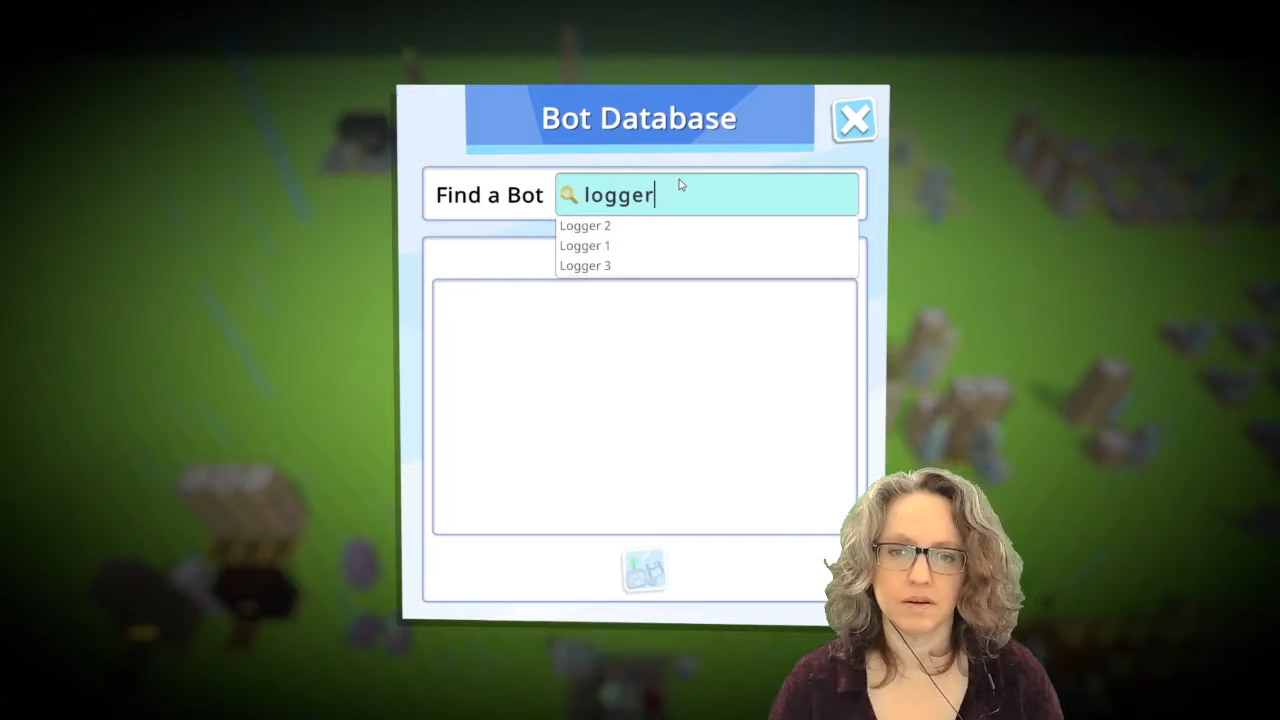 Bot Database
Find a Bot
logger
Logger 2
Logger 1
Logger 3